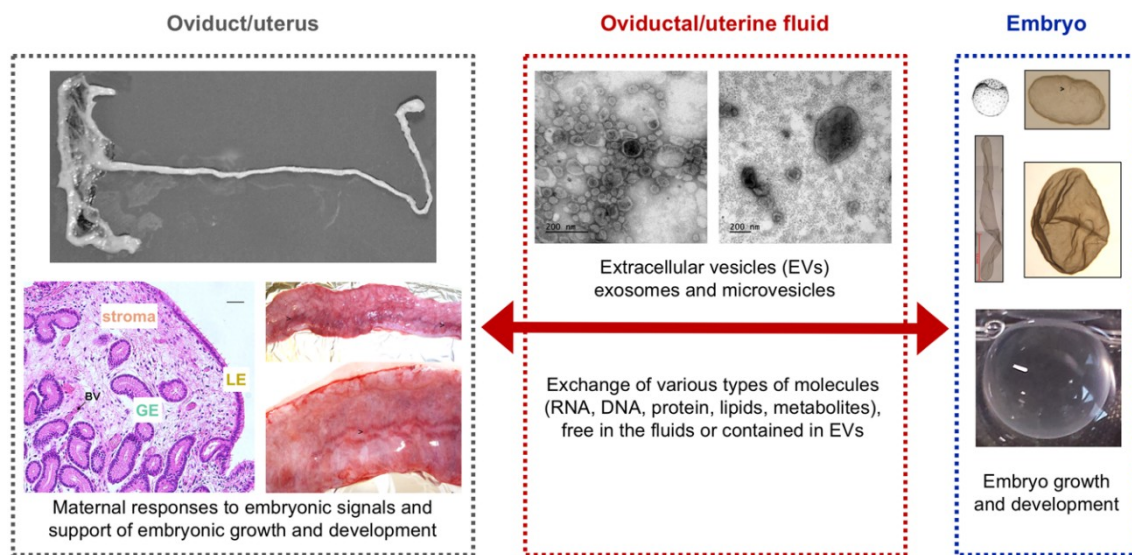 Oviduct/uterus
stroma
LE
BV
GE
Maternal responses to embryonic signals and
support of embryonic growth and development
Oviductal/uterine fluid
200 nm
200 nm
Extracellular vesicles (EVs)
exosomes and microvesicles
Exchange of various types of molecules
(RNA, DNA, protein, lipids, metabolites),
free in the fluids or contained in EVs
Embryo
Embryo growth
and development